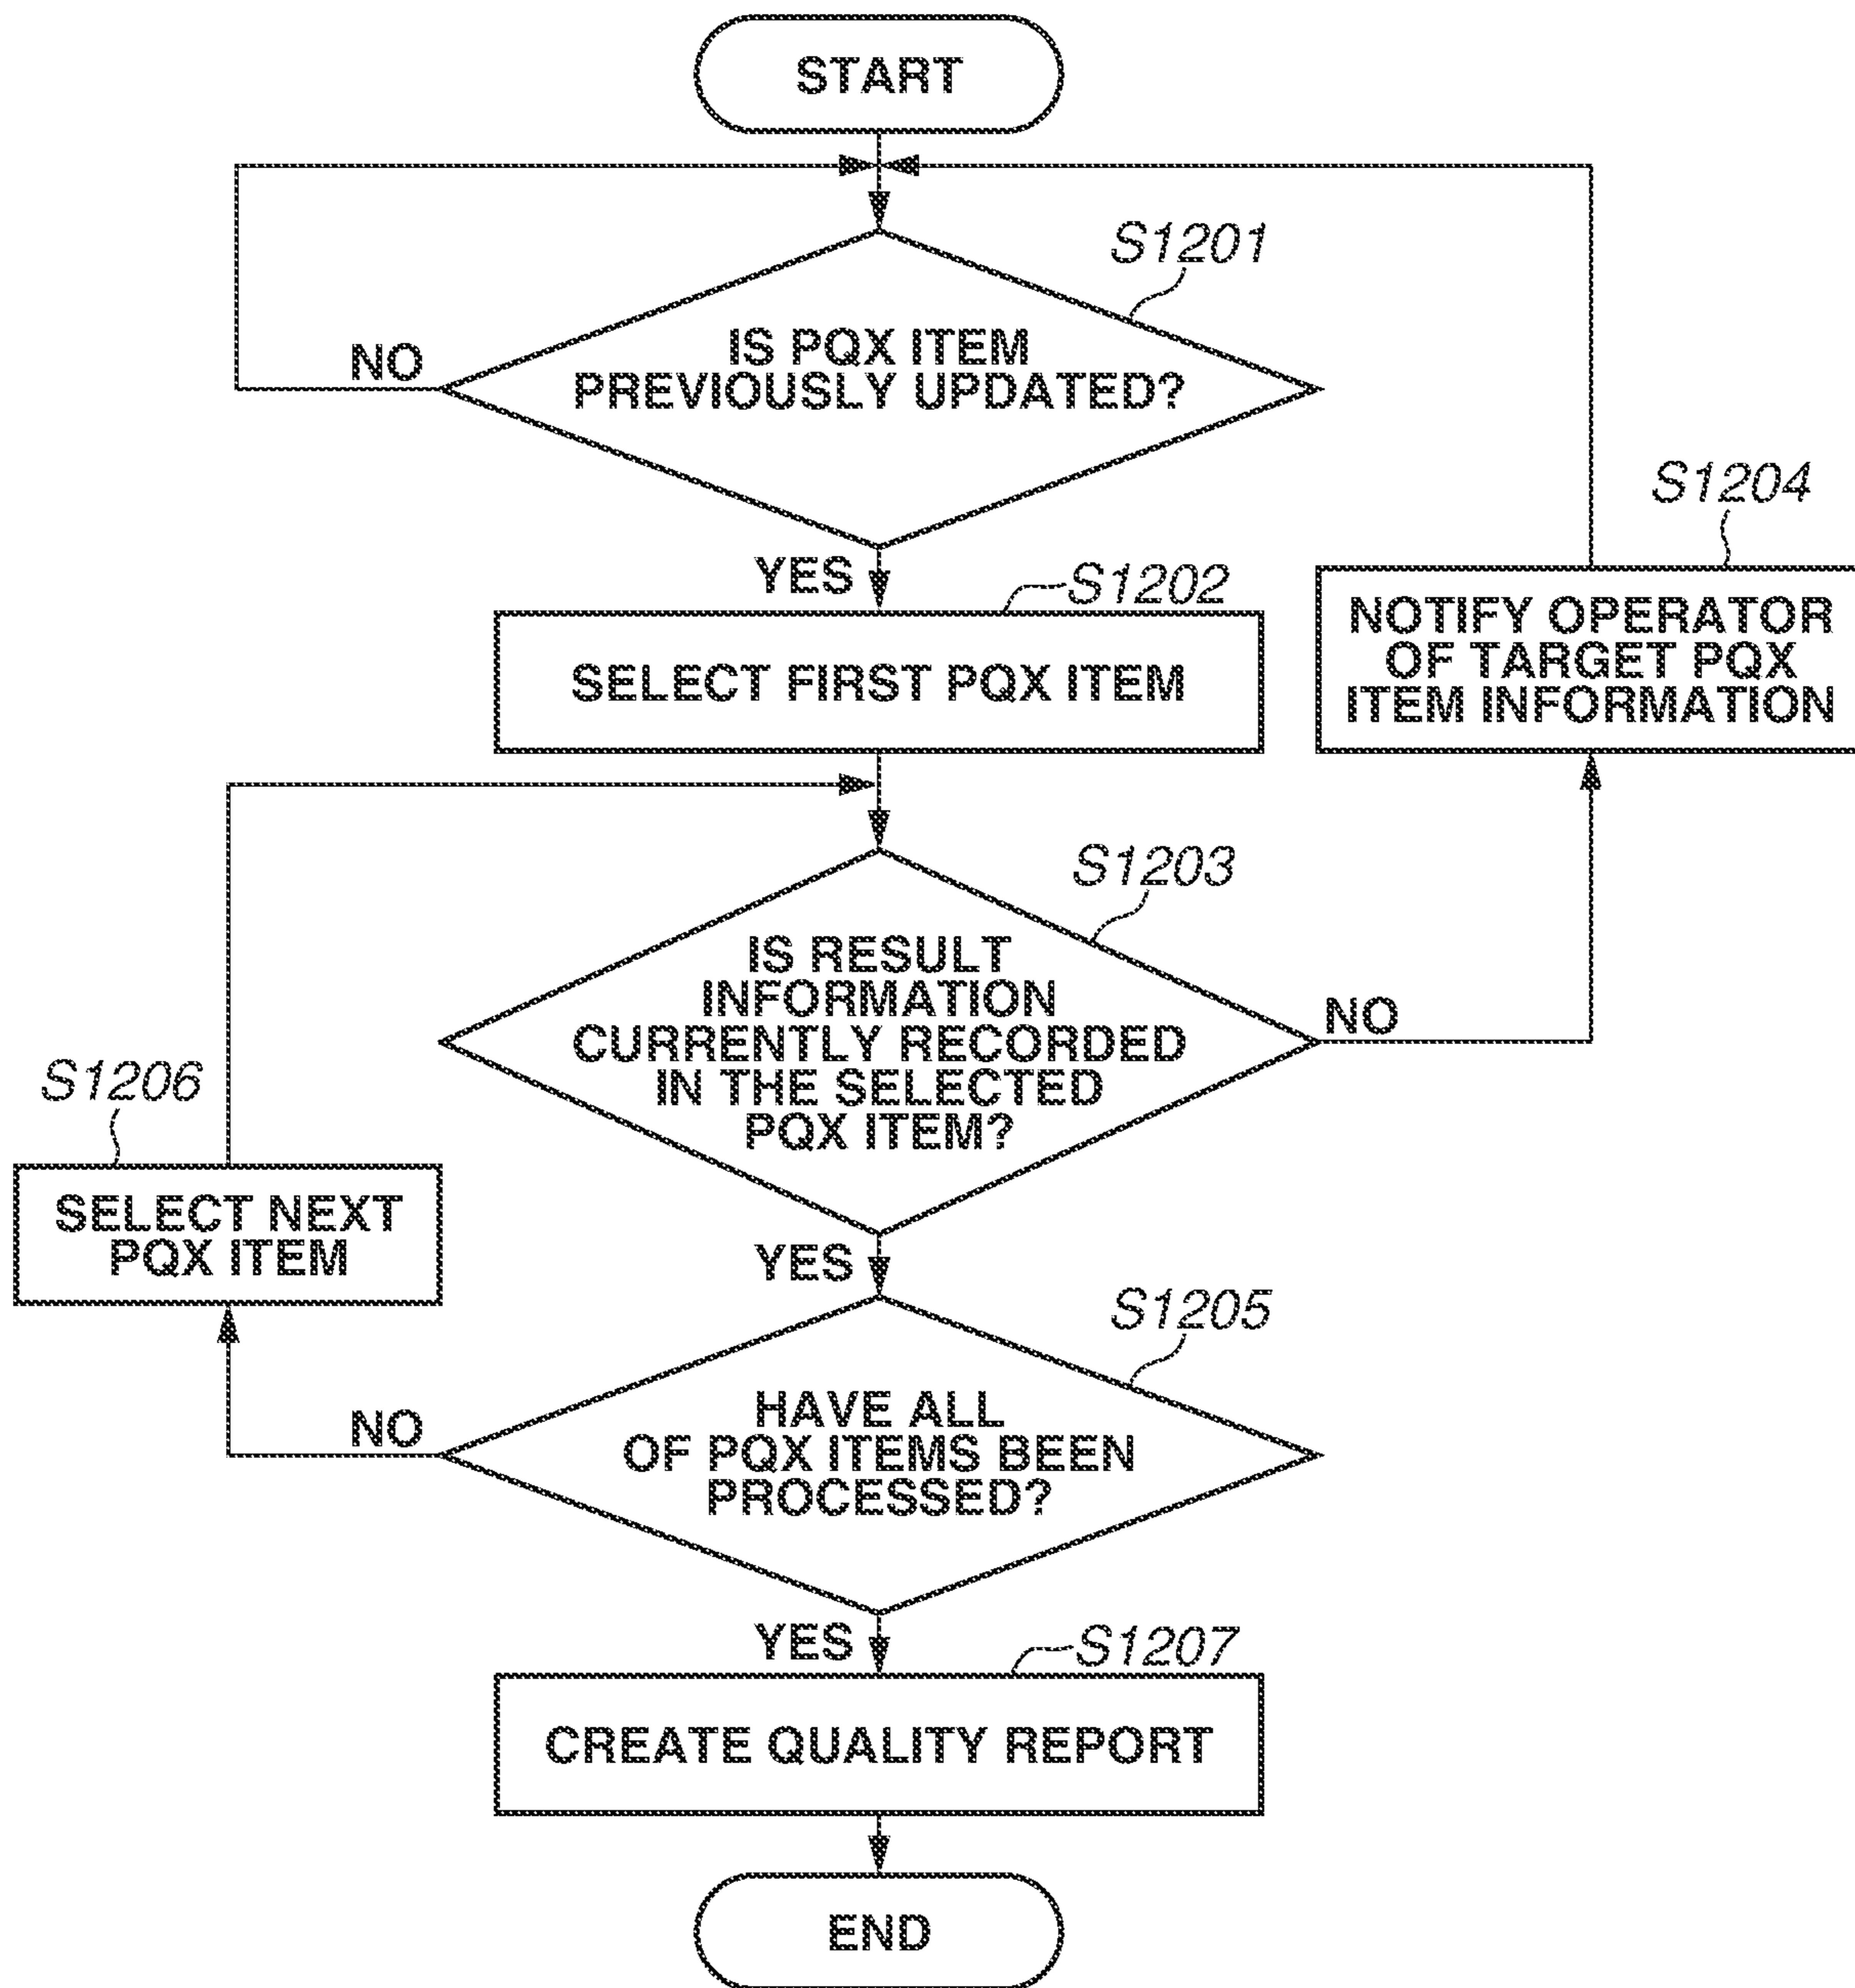 START
S1201
IS PQX ITEM
PREVIOUSLY UPDATED?
NO
YES
S1202
SELECT FIRST PQX ITEM
S1204
NOTIFY OPERATOR
OF TARGET PQX
ITEM INFORMATION
S1203
IS RESULT
INFORMATION
CURRENTLY RECORDED
IN THE SELECTED
PQX ITEM?
NO
YES
S1206
SELECT NEXT
PQX ITEM
S1205
HAVE ALL
OF PQX ITEMS BEEN
PROCESSED?
NO
YES
S1207
CREATE QUALITY REPORT
END